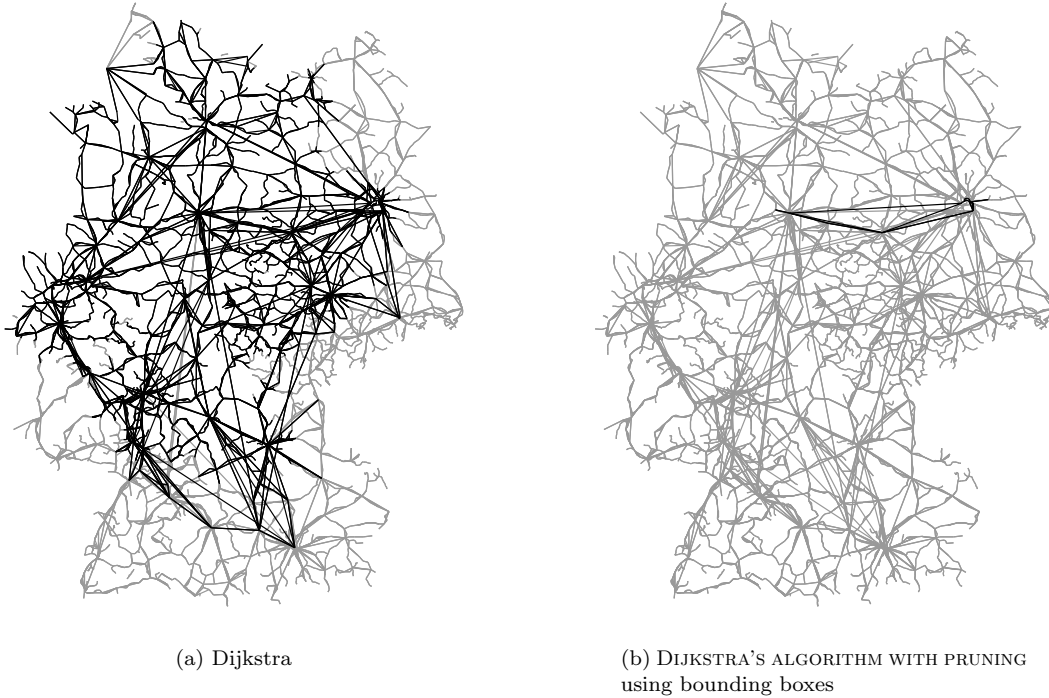 (a) Dijkstra
(b) DIJKSTRA'S ALGORITHM WITH PRUNING
using bounding boxes